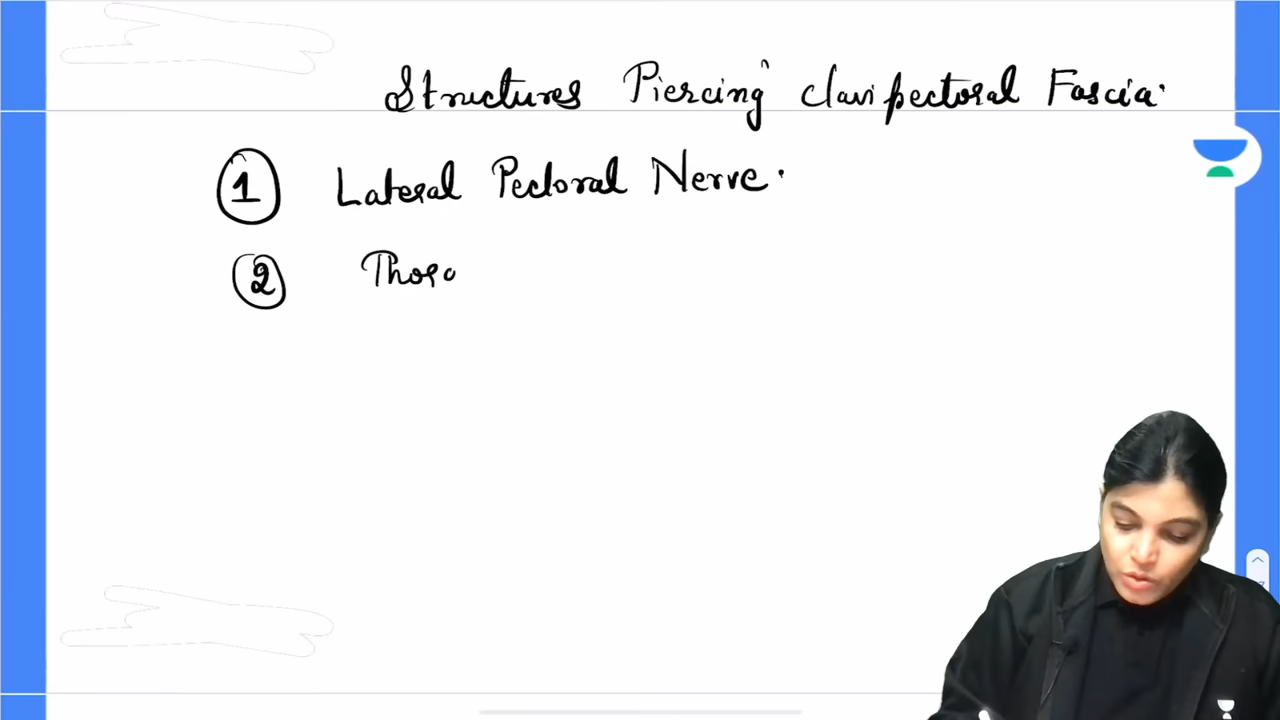 Structures Piercing clavipectoral Fascia.
1 Lateral Pectoral Nerve.
2 Thora